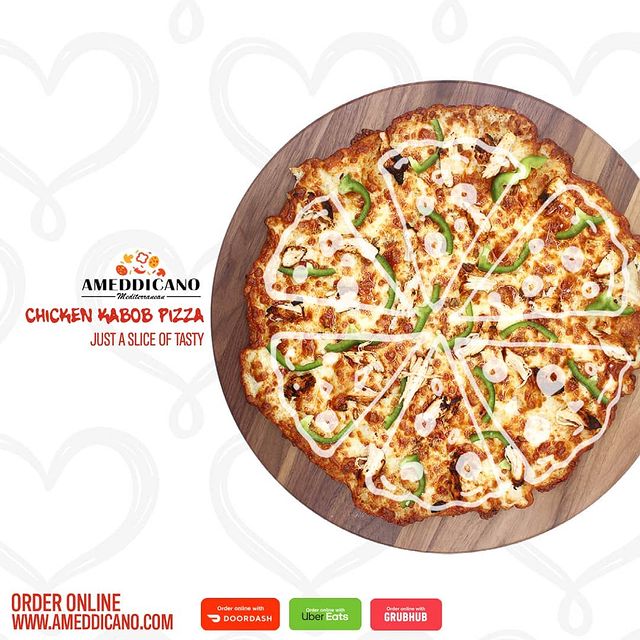 AMEDDICANO
Mediterranean
CHICKEN KABOB PIZZA
JUST A SLICE OF TASTY
ORDER ONLINE
WWW.AMEDDICANO.COM
Order online with
DOORDASH
Order online with
Uber Eats
Order online with
GRUBHUB